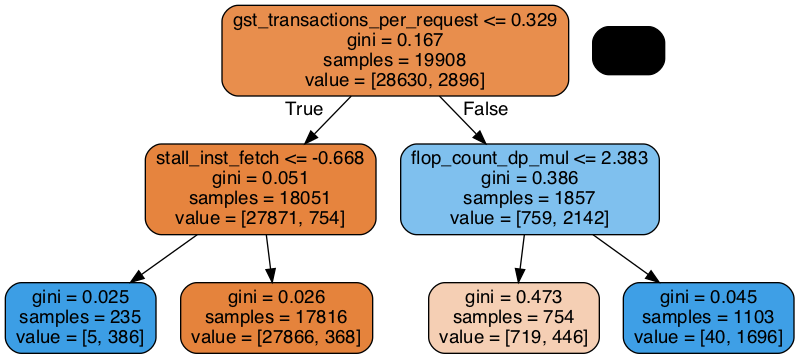 gst_transactions_per_request <= 0.329
gini = 0.167
samples = 19908
value = [28630, 2896]
True
False
stall_inst_fetch <= -0.668
gini = 0.051
samples = 18051
value = [27871, 754]
flop_count_dp_mul <= 2.383
gini = 0.386
samples = 1857
value = [759, 2142]
gini = 0.025
samples = 235
value = [5, 386]
gini = 0.026
samples = 17816
value = [27866, 368]
gini = 0.473
samples = 754
value = [719, 446]
gini = 0.045
samples = 1103
value = [40, 1696]